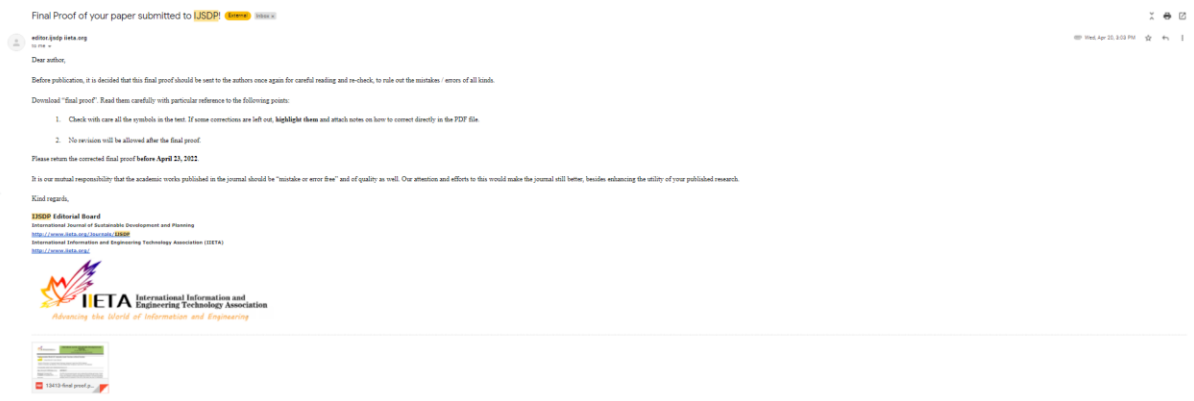 Final Proof of your paper submitted to IJSDP! External Inbox x
editor.ijsdp iieta.org
to me
Wed, Apr 20, 3:03 PM
Dear author,
Before publication, it is decided that this final proof should be sent to the authors once again for careful reading and re-check, to rule out the mistakes / errors of all kinds.
Download "final proof". Read them carefully with particular reference to the following points:
1. Check with care all the symbols in the text. If some corrections are left out, highlight them and attach notes on how to correct directly in the PDF file.
2. No revision will be allowed after the final proof.
Please return the corrected final proof before April 23, 2022.
It is our mutual responsibility that the academic works published in the journal should be "mistake or error free" and of quality as well. Our attention and efforts to this would make the journal still better, besides enhancing the utility of your published research.
Kind regards,
IJSDP Editorial Board
International Journal of Sustainable Development and Planning
http://www.iieta.org/Journals/IJSDP
International Information and Engineering Technology Association (IIETA)
http://www.iieta.org/
IIETA International Information and
Engineering Technology Association
Advancing the World of Information and Engineering
13413-final proof.p...